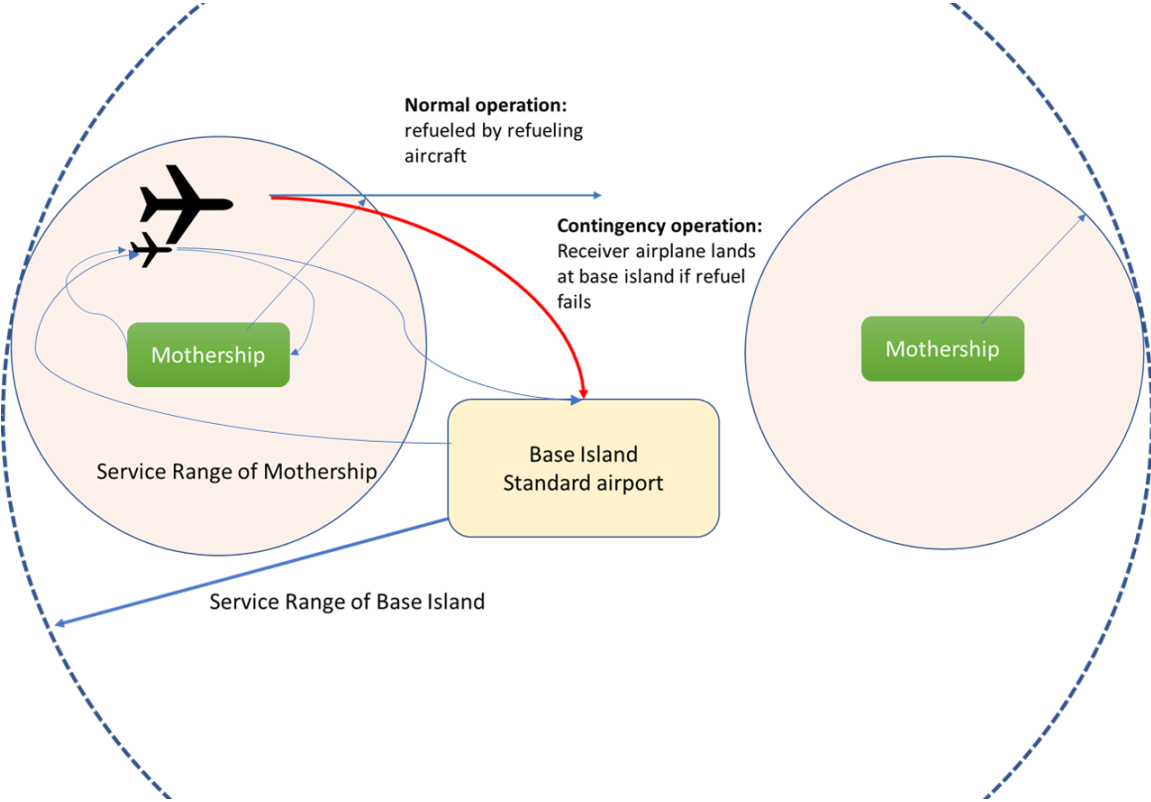 Normal operation:
refueled by refueling
aircraft
Contingency operation:
Receiver airplane lands
at base island if refuel
fails
Mothership
Mothership
Base Island
Standard airport
Service Range of Mothership
Service Range of Base Island